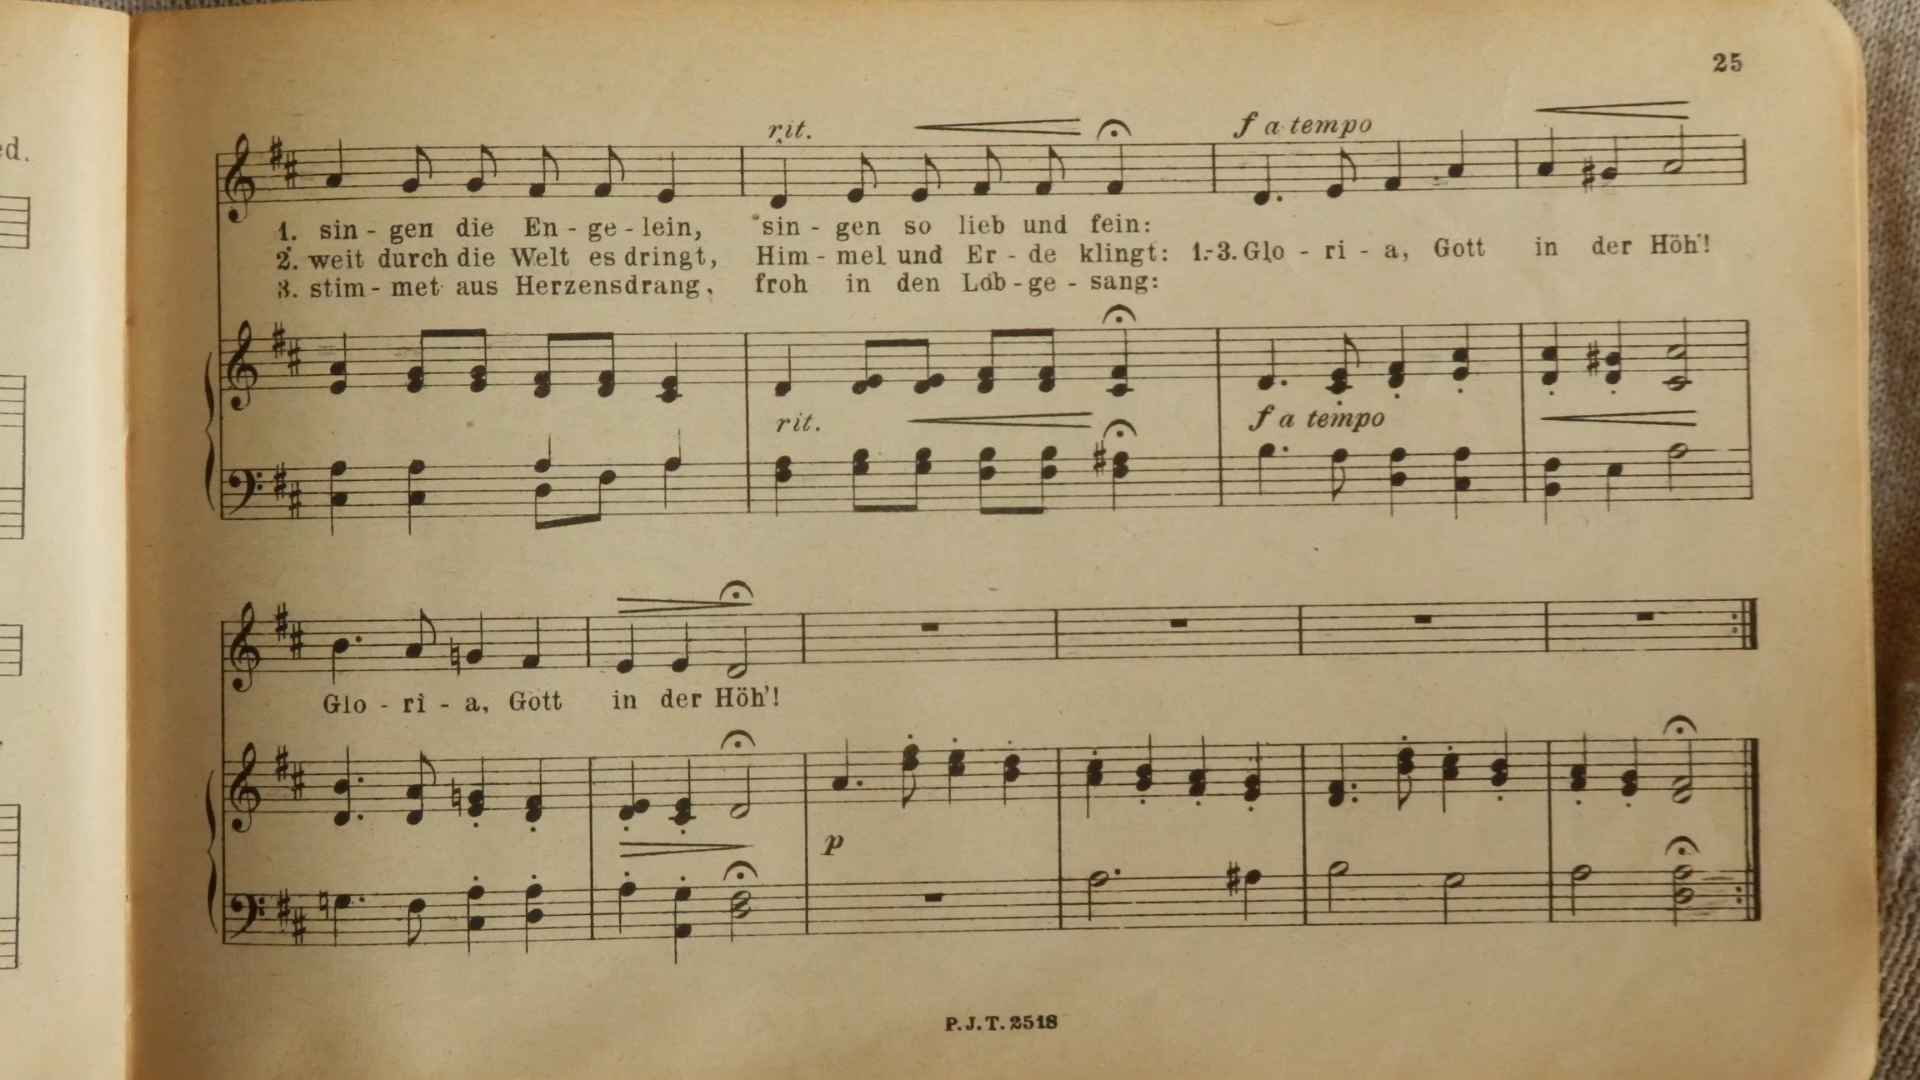 ed.
25
rit.
f a tempo
1. sin - gen die En - ge - lein, sin - gen so lieb und fein:
2. weit durch die Welt es dringt, Him - mel und Er - de klingt: 1.-3. Glo - ri - a, Gott in der Höh'!
3. stim - met aus Herzensdrang, froh in den Lob - ge - sang:
rit.
f a tempo
Glo - ri - a, Gott in der Höh'!
p
P. J. T. 2518